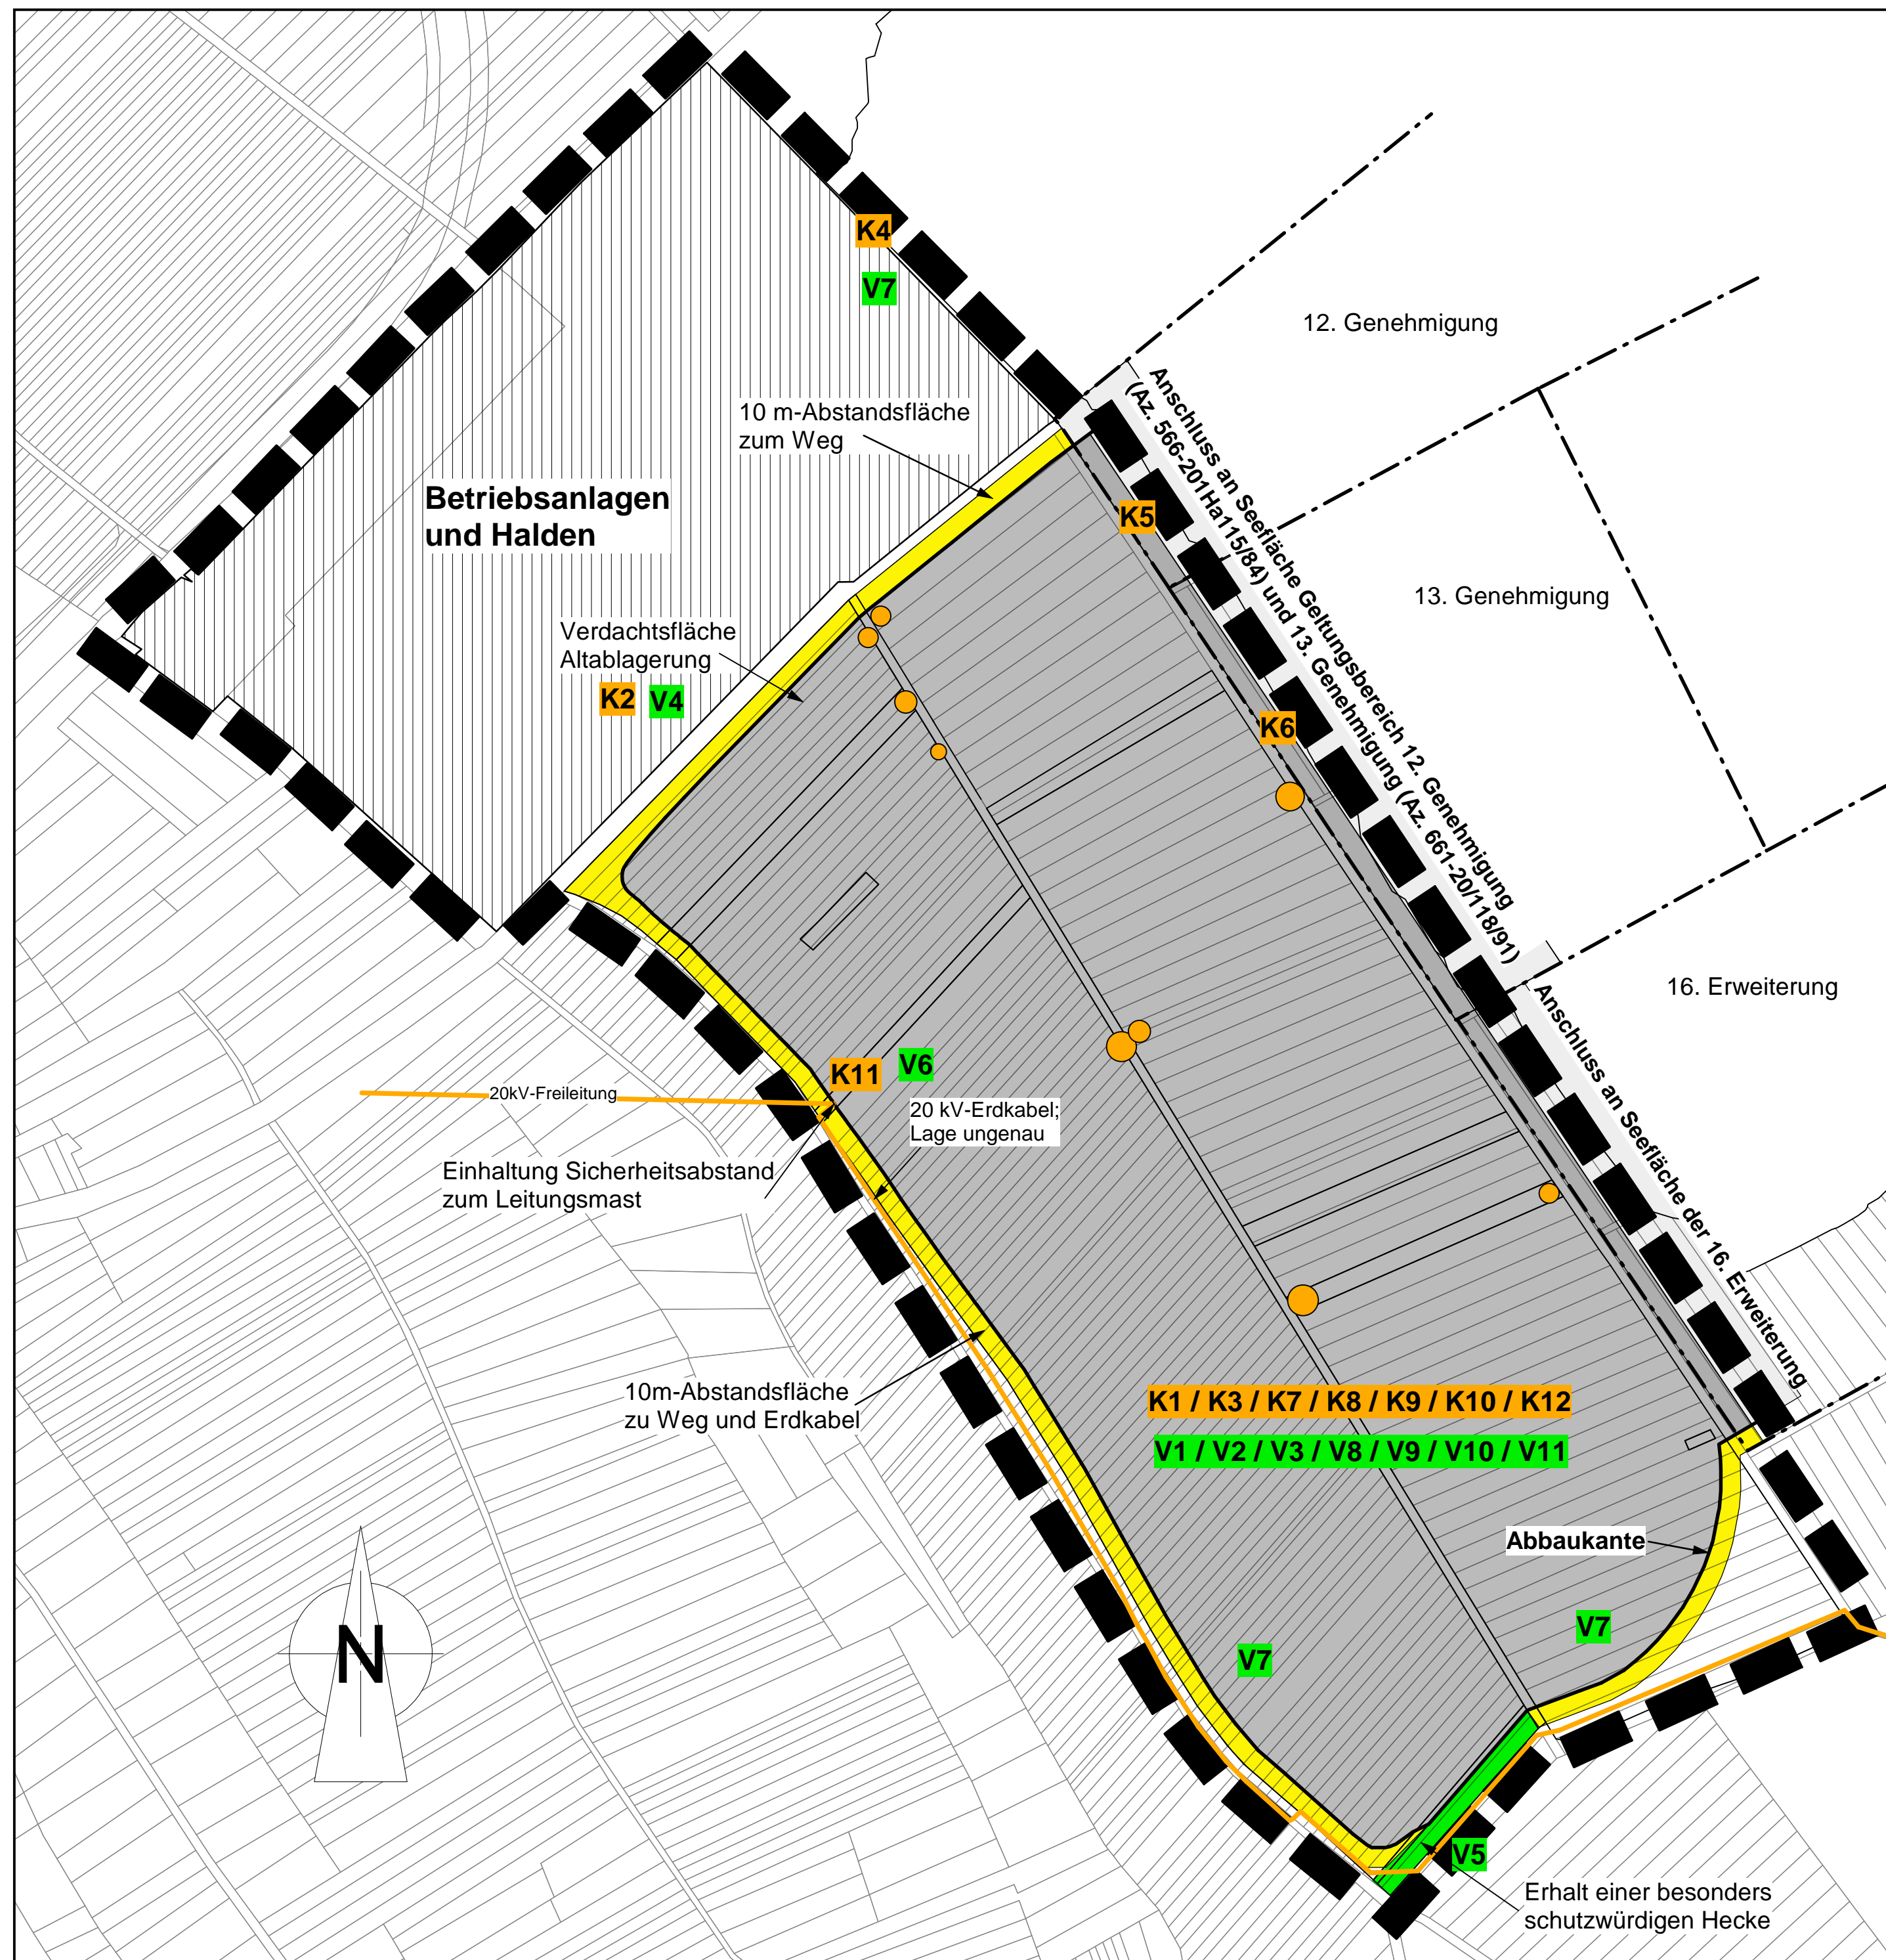 K4
V7
12. Genehmigung
10 m-Abstandsfläche
zum Weg
Anschluss an Seefläche Geltungsbereich 12. Genehmigung
(Az. 566-201Ha115/84) und 13. Genehmigung (Az. 661-20/118/91)
Betriebsanlagen
und Halden
K5
13. Genehmigung
Verdachtsfläche
Altablagerung
K2 V4
K6
16. Erweiterung
Anschluss an Seefläche der 16. Erweiterung
K11 V6
20kV-Freileitung
20 kV-Erdkabel;
Lage ungenau
Einhaltung Sicherheitsabstand
zum Leitungsmast
10m-Abstandsfläche
zu Weg und Erdkabel
K1 / K3 / K7 / K8 / K9 / K10 / K12
V1 / V2 / V3 / V8 / V9 / V10 / V11
Abbaukante
V7
V7
N
V5
Erhalt einer besonders
schutzwürdigen Hecke